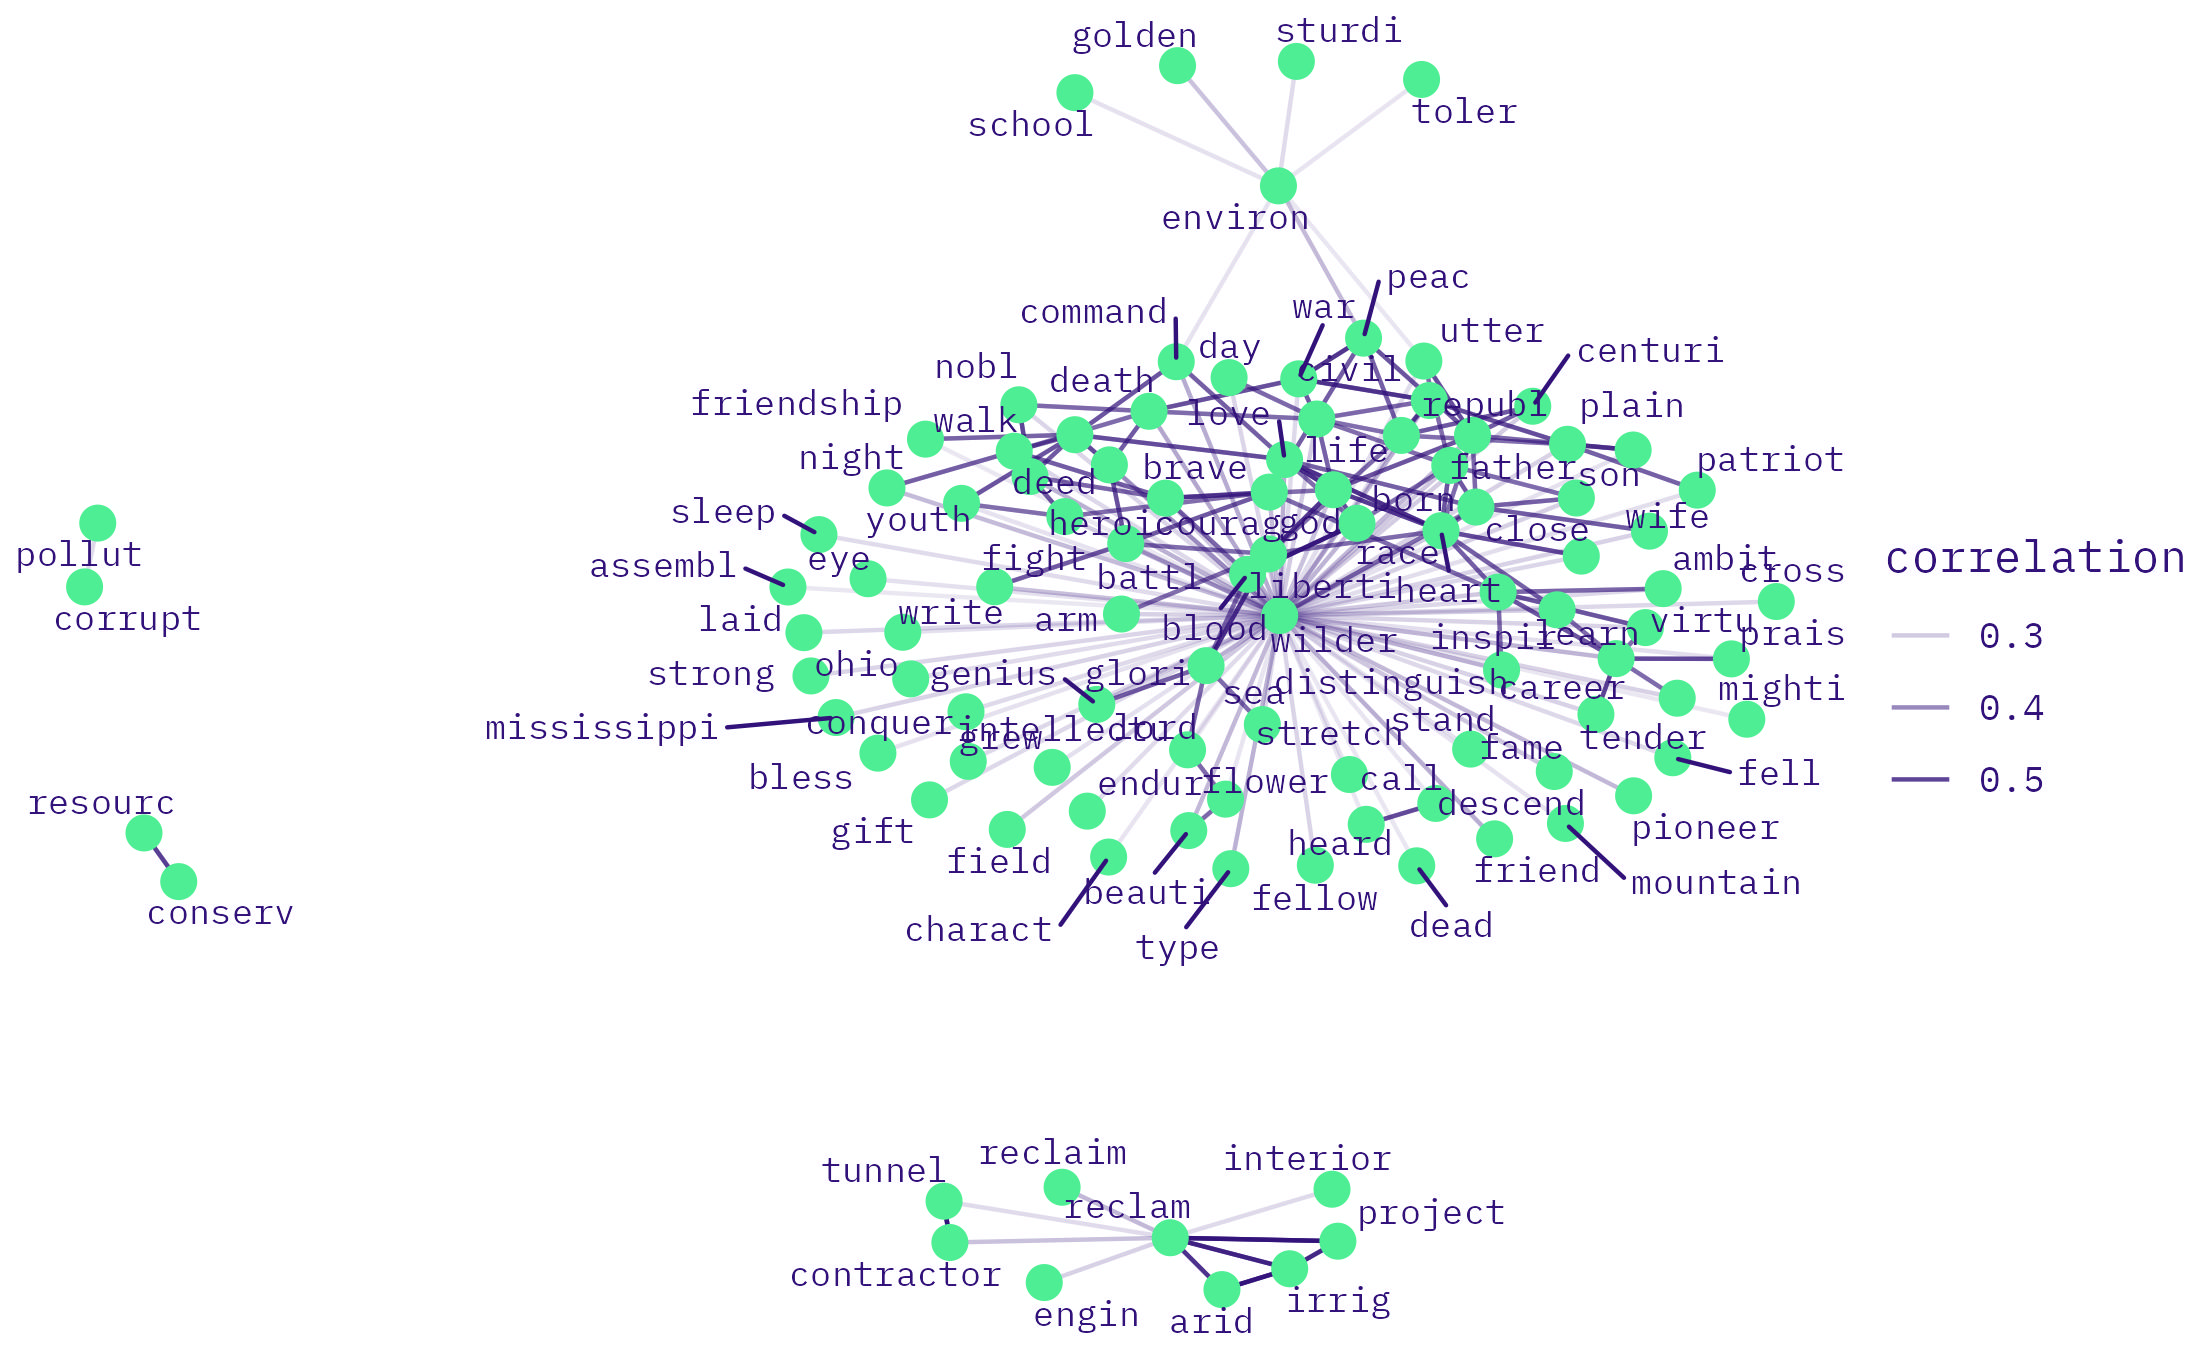 golden
sturdi
school
toler
environ
peac
command
war
utter
day
civil
centuri
nobl
death
friendship
walk
love
republ
plain
night
life
brave
father
son
patriot
deed
born
sleep
youth
heroi
courag
god
close
wife
pollut
eye
fight
race
ambit
cross
assembl
battl
liberti
heart
corrupt
laid
write
arm
blood
wilder
inspir
learn
virtu
prais
strong
ohio
genius
glori
sea
distinguish
career
mighti
mississippi
conquer
intellectu
grew
lord
stretch
stand
fame
tender
bless
endur
flower
call
fell
resourc
descend
gift
field
heard
pioneer
friend
mountain
beauti
fellow
conserv
charact
type
dead
correlation
0.3
0.4
0.5
reclaim
interior
tunnel
reclam
project
contractor
engin
arid
irrig